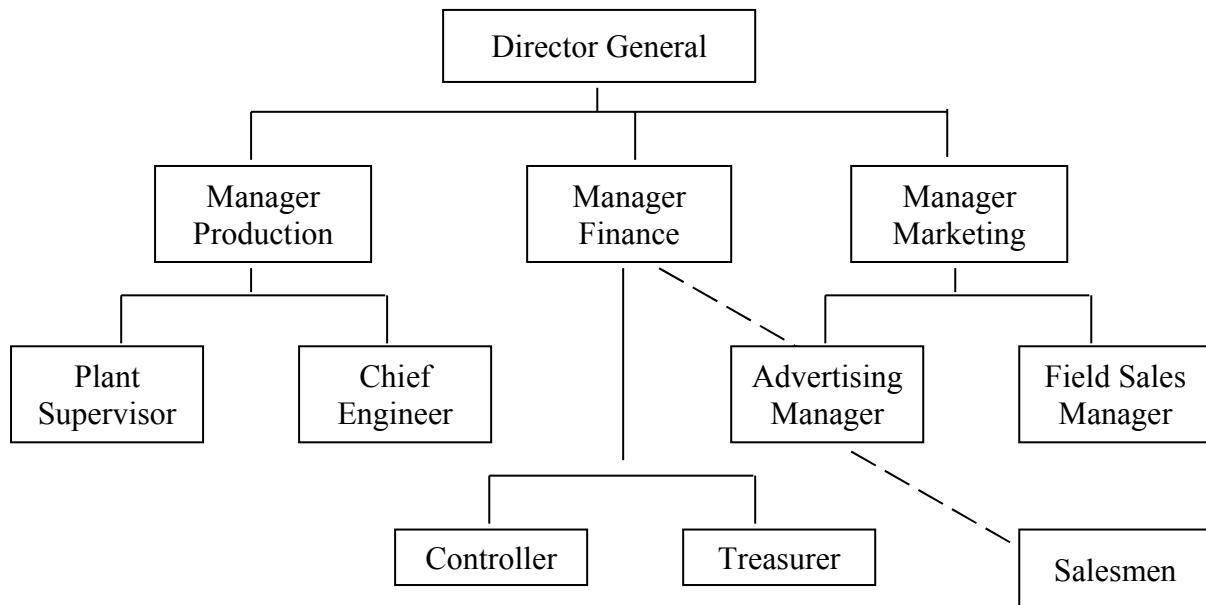 Director General
Manager
Production
Manager
Finance
Manager
Marketing
Plant
Supervisor
Chief
Engineer
Advertising
Manager
Field Sales
Manager
Controller
Treasurer
Salesmen